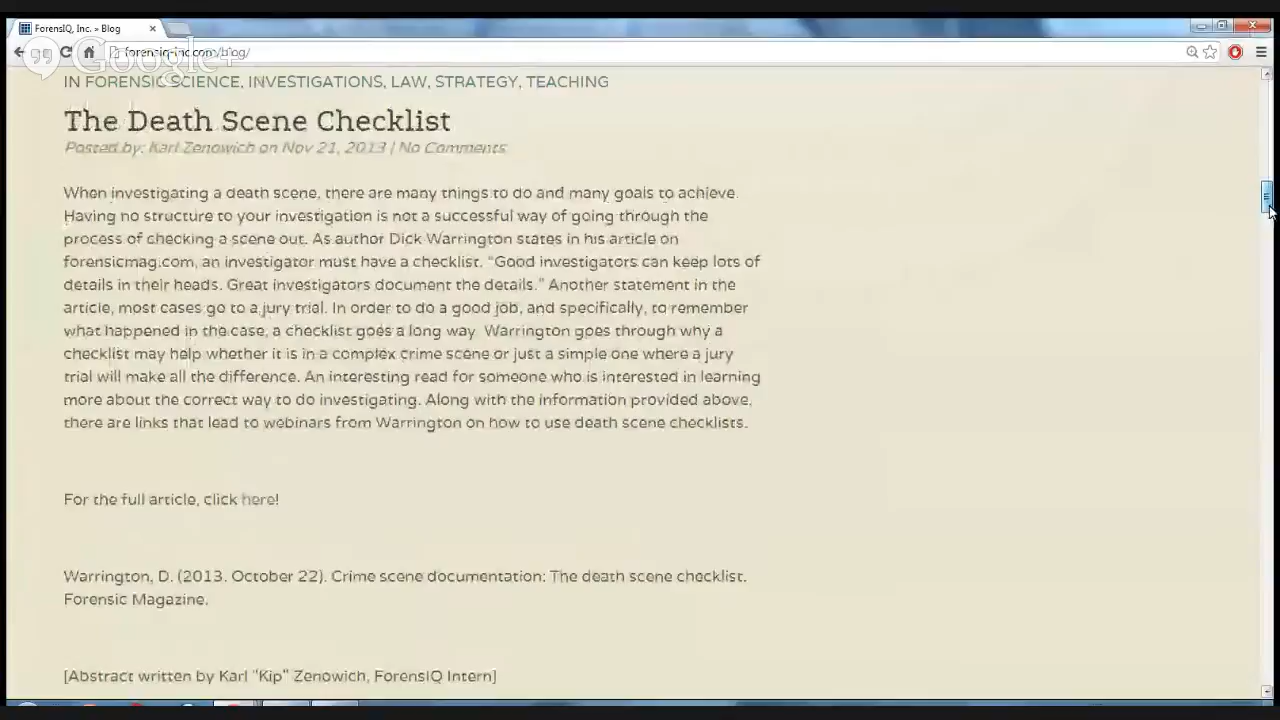 ForensIQ, Inc. » Blog
forensiq-inc.com/blog/
Google+
IN FORENSIC SCIENCE, INVESTIGATIONS, LAW, STRATEGY, TEACHING
The Death Scene Checklist
Posted by: Karl Zenowich on Nov 21, 2013 | No Comments
When investigating a death scene, there are many things to do and many goals to achieve.
Having no structure to your investigation is not a successful way of going through the
process of checking a scene out. As author Dick Warrington states in his article on
forensicmag.com, an investigator must have a checklist. "Good investigators can keep lots of
details in their heads. Great investigators document the details." Another statement in the
article, most cases go to a jury trial. In order to do a good job, and specifically, to remember
what happened in the case, a checklist goes a long way. Warrington goes through why a
checklist may help whether it is in a complex crime scene or just a simple one where a jury
trial will make all the difference. An interesting read for someone who is interested in learning
more about the correct way to do investigating. Along with the information provided above,
there are links that lead to webinars from Warrington on how to use death scene checklists.
For the full article, click here!
Warrington, D. (2013. October 22). Crime scene documentation: The death scene checklist.
Forensic Magazine.
[Abstract written by Karl "Kip" Zenowich, ForensIQ Intern]